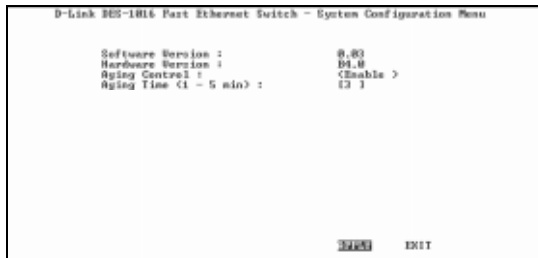 D-Link DES-1016 Fast Ethernet Switch - System Configuration Menu
Software Version : 0.03
Hardware Version : B4.0
Aging Control : <Enable >
Aging Time (1 - 5 min) : [3 ]
EXIT